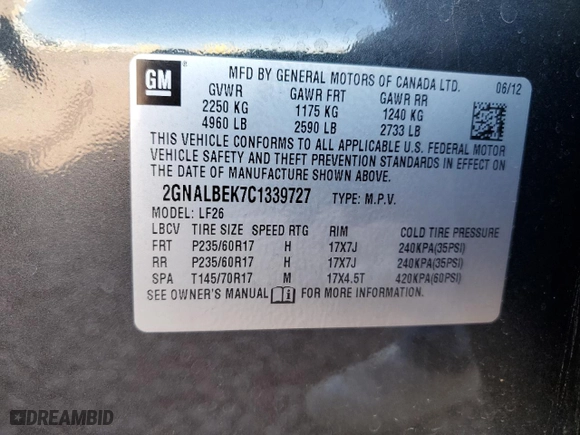 GM
MFD BY GENERAL MOTORS OF CANADA LTD. 06/12
GVWR GAWR FRT GAWR RR
2250 KG 1175 KG 1240 KG
4960 LB 2590 LB 2733 LB
THIS VEHICLE CONFORMS TO ALL APPLICABLE U.S. FEDERAL MOTOR
VEHICLE SAFETY AND THEFT PREVENTION STANDARDS IN EFFECT ON
THE DATE OF MANUFACTURE SHOWN ABOVE.
2GNALBEK7C1339727 TYPE: M.P.V.
MODEL: LF26
LBCV TIRE SIZE SPEED RTG RIM COLD TIRE PRESSURE
FRT P235/60R17 H 17X7J 240KPA(35PSI)
RR P235/60R17 H 17X7J 240KPA(35PSI)
SPA T145/70R17 M 17X4.5T 420KPA(60PSI)
SEE OWNER'S MANUAL FOR MORE INFORMATION.
DREAMBID